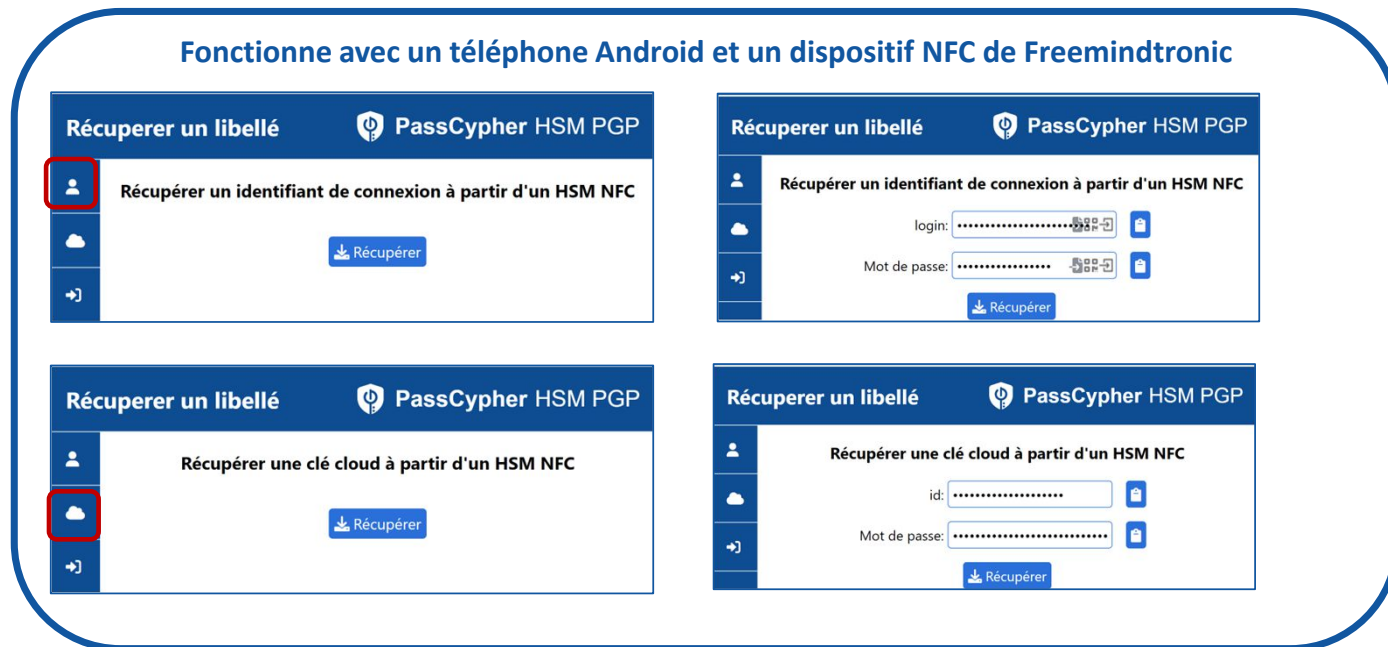 Fonctionne avec un téléphone Android et un dispositif NFC de Freemindtronic
Récuperer un libellé PassCypher HSM PGP
Récupérer un identifiant de connexion à partir d'un HSM NFC
Récupérer
Récuperer un libellé PassCypher HSM PGP
Récupérer un identifiant de connexion à partir d'un HSM NFC
login:
Mot de passe:
Récupérer
Récuperer un libellé PassCypher HSM PGP
Récupérer une clé cloud à partir d'un HSM NFC
Récupérer
Récuperer un libellé PassCypher HSM PGP
Récupérer une clé cloud à partir d'un HSM NFC
id:
Mot de passe:
Récupérer